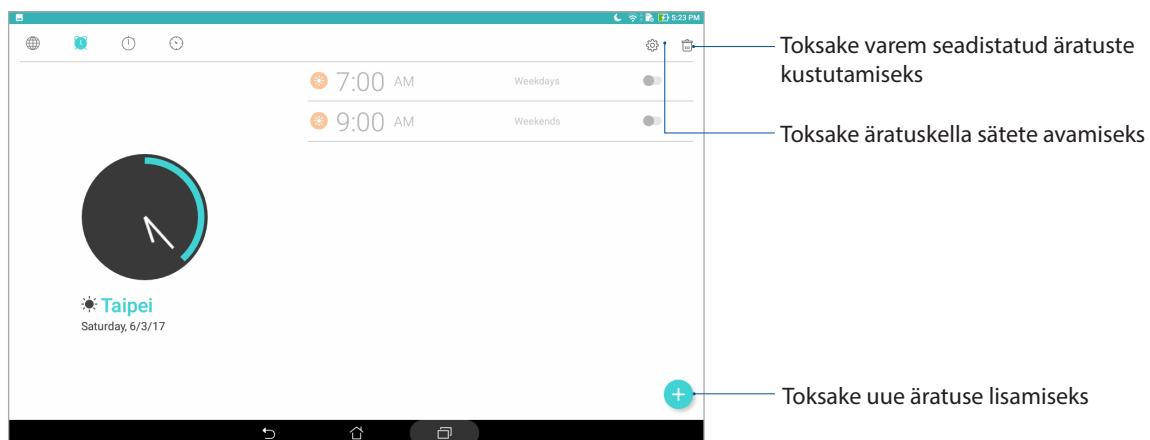 5:23 PM
Toksake varem seadistatud äratuste
kustutamiseks
7:00 AM Weekdays
9:00 AM Weekends
Toksake äratuskella sätete avamiseks
Taipei
Saturday, 6/3/17
Toksake uue äratuse lisamiseks